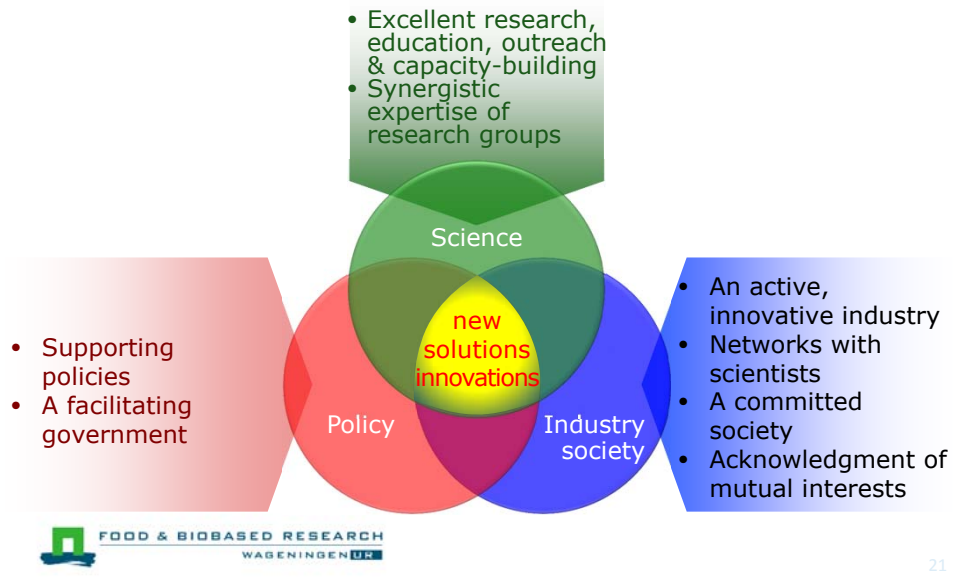 • Excellent research,
education, outreach
& capacity-building
• Synergistic
expertise of
research groups
Science
new
solutions
innovations
Policy
Industry
society
• Supporting
policies
• A facilitating
government
• An active,
innovative industry
• Networks with
scientists
• A committed
society
• Acknowledgment of
mutual interests
FOOD & BIOBASED RESEARCH
WAGENINGEN UR
21